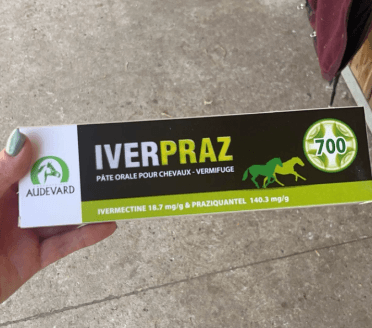 IVERPRAZ
PÂTE ORALE POUR CHEVAUX - VERMIFUGE
700
AUDEVARD
IVERMECTINE 18.7 mg/g & PRAZIQUANTEL 140.3 mg/g